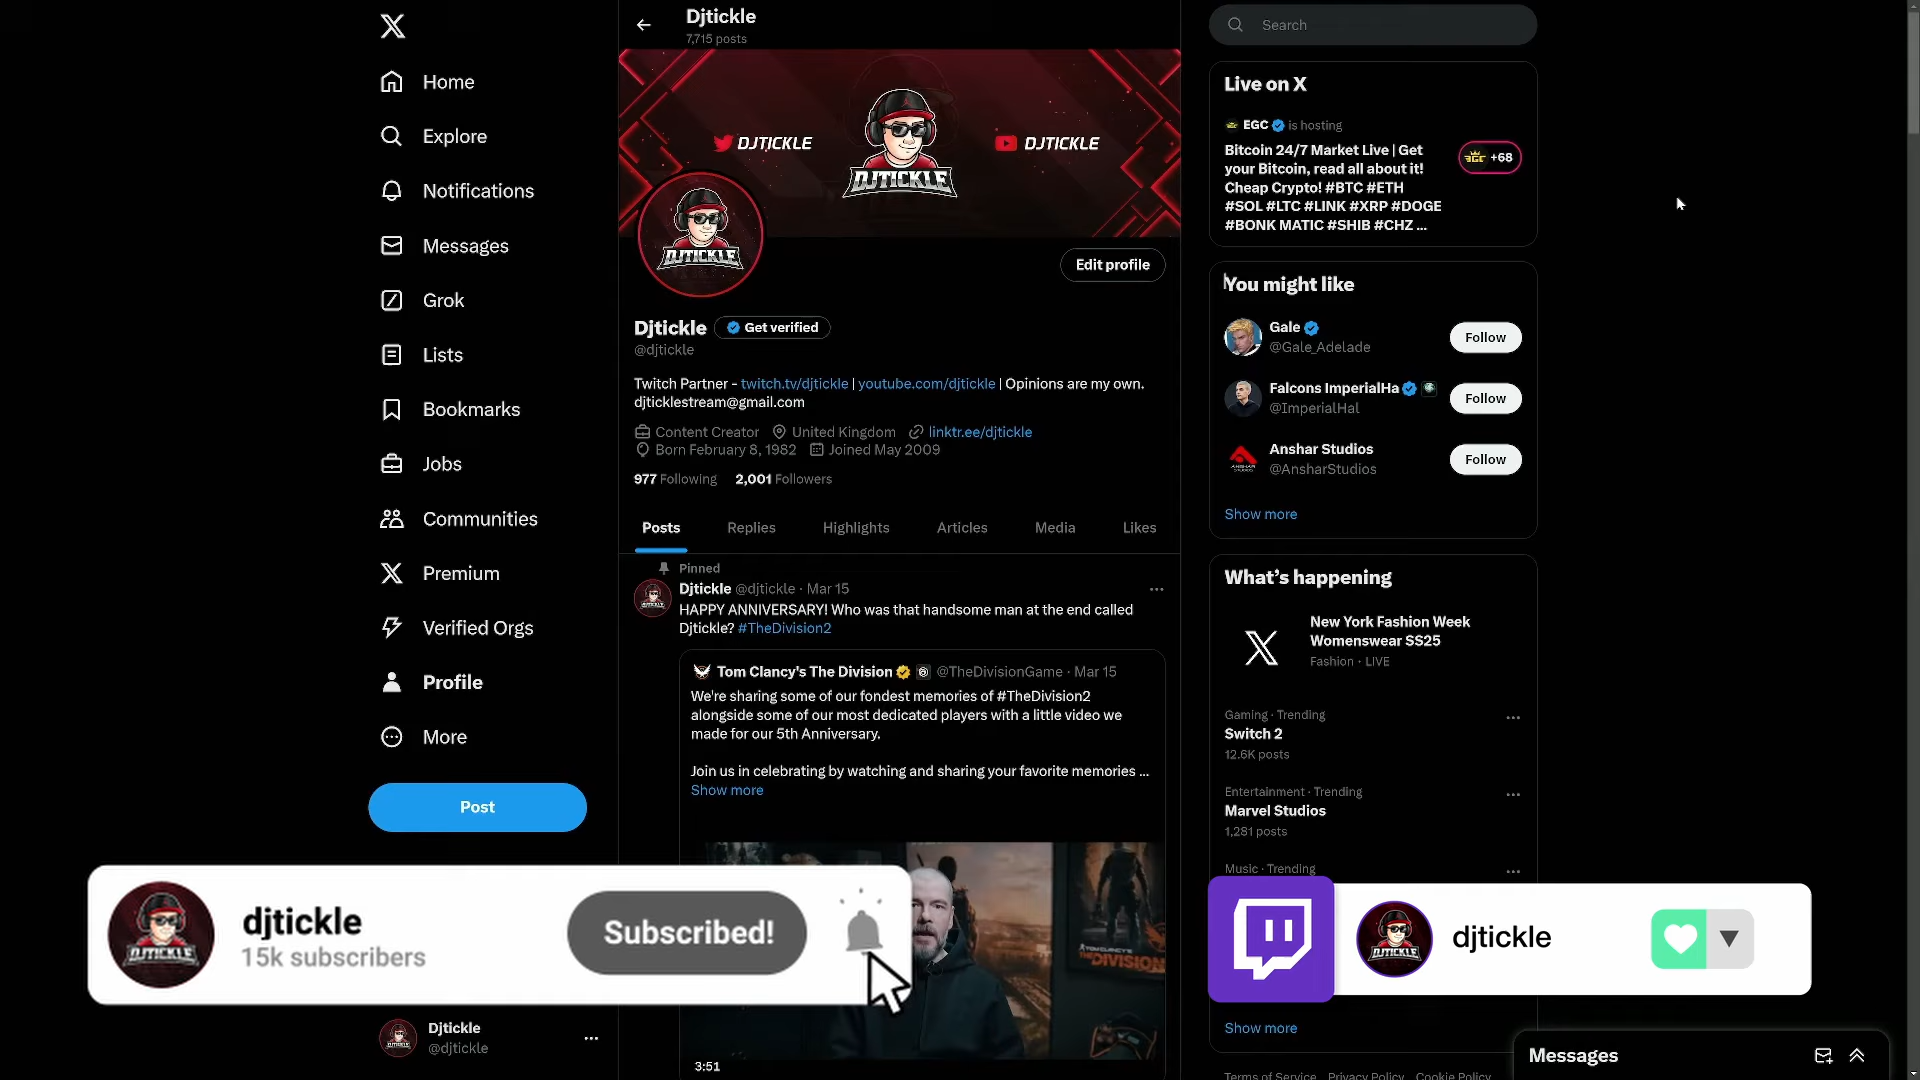 Home
Explore
Notifications
Messages
Grok
Lists
Bookmarks
Jobs
Communities
Premium
Verified Orgs
Profile
More
Post
Djtickle
@djtickle
Djtickle
7,715 posts
DJTICKLE
DJTICKLE
DJTICKLE
DJTICKLE
Edit profile
Djtickle Get verified
@djtickle
Twitch Partner - twitch.tv/djtickle | youtube.com/djtickle | Opinions are my own.
djticklestream@gmail.com
Content Creator United Kingdom linktr.ee/djtickle
Born February 8, 1982 Joined May 2009
977 Following 2,001 Followers
Posts Replies Highlights Articles Media Likes
Pinned
Djtickle @djtickle · Mar 15
HAPPY ANNIVERSARY! Who was that handsome man at the end called
Djtickle? #TheDivision2
Tom Clancy's The Division @TheDivisionGame · Mar 15
We're sharing some of our fondest memories of #TheDivision2
alongside some of our most dedicated players with a little video we
made for our 5th Anniversary.
Join us in celebrating by watching and sharing your favorite memories ...
Show more
THE DIVISION
3:51
Search
Live on X
EGC is hosting
Bitcoin 24/7 Market Live | Get
your Bitcoin, read all about it!
Cheap Crypto! #BTC #ETH
#SOL #LTC #LINK #XRP #DOGE
#BONK MATIC #SHIB #CHZ ...
EGC +68
You might like
Gale
@Gale_Adelade
Follow
Falcons ImperialHa
@ImperialHal
Follow
Anshar Studios
@AnsharStudios
Follow
Show more
What's happening
New York Fashion Week
Womenswear SS25
Fashion · LIVE
Gaming · Trending
Switch 2
12.6K posts
Entertainment · Trending
Marvel Studios
1,281 posts
Music · Trending
Show more
Terms of Service Privacy Policy Cookie Policy
Messages
djtickle
15k subscribers
Subscribed!
djtickle